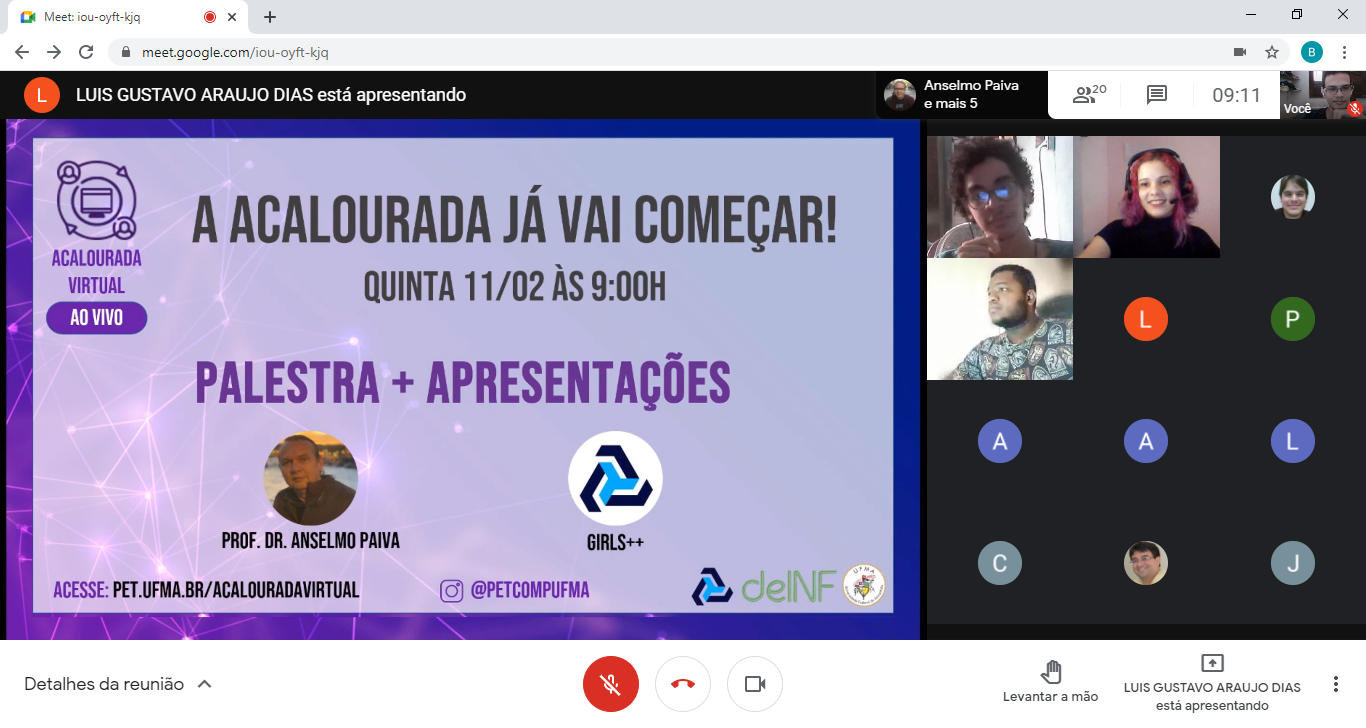 Meet: iou-oyft-kjq
meet.google.com/iou-oyft-kjq
B
L
LUIS GUSTAVO ARAUJO DIAS está apresentando
Anselmo Paiva
e mais 5
20
09:11
Você
ACALOURADA
VIRTUAL
AO VIVO
A ACALOURADA JÁ VAI COMEÇAR!
QUINTA 11/02 ÀS 9:00H
PALESTRA + APRESENTAÇÕES
PROF. DR. ANSELMO PAIVA
GIRLS++
ACESSE: PET.UFMA.BR/ACALOURADAVIRTUAL
@PETCOMPUFMA
deINF
UFMA
L
P
A
A
L
C
J
Detalhes da reunião
Levantar a mão
LUIS GUSTAVO ARAUJO DIAS
está apresentando